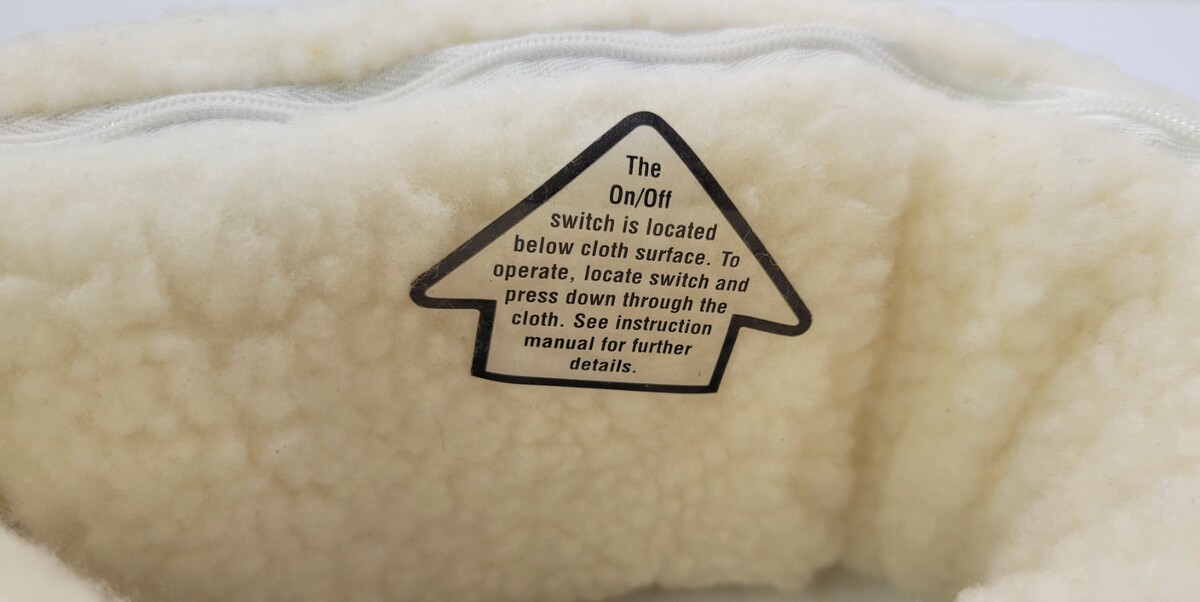 The
On/Off
switch is located
below cloth surface. To
operate, locate switch and
press down through the
cloth. See instruction
manual for further
details.